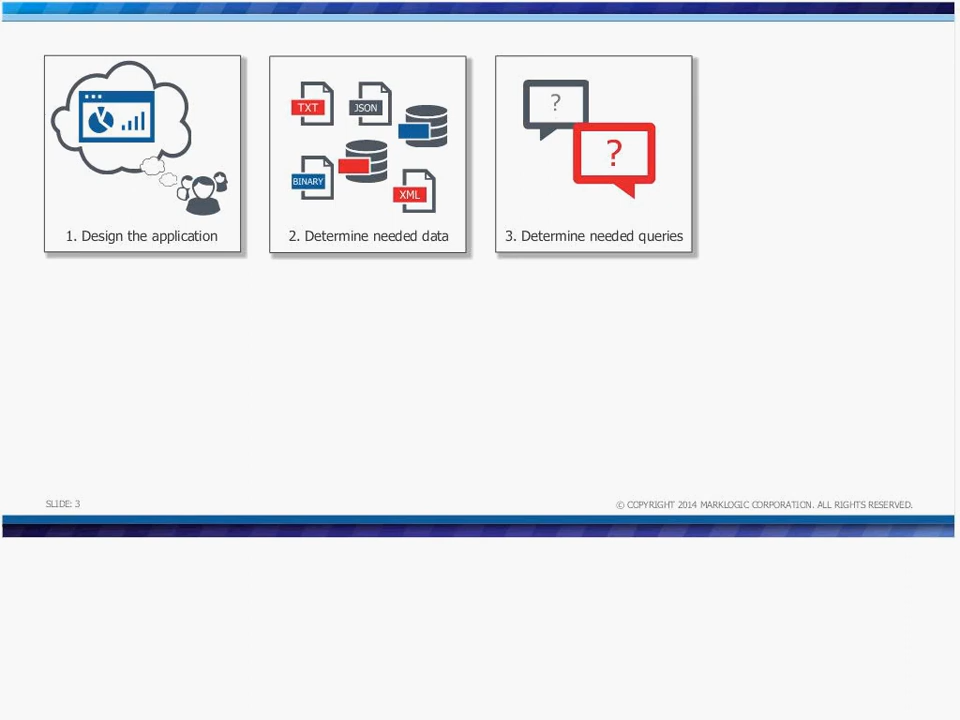 TXT
JSON
BINARY
XML
?
?
1. Design the application
2. Determine needed data
3. Determine needed queries
SLIDE: 3
© COPYRIGHT 2014 MARKLOGIC CORPORATION. ALL RIGHTS RESERVED.